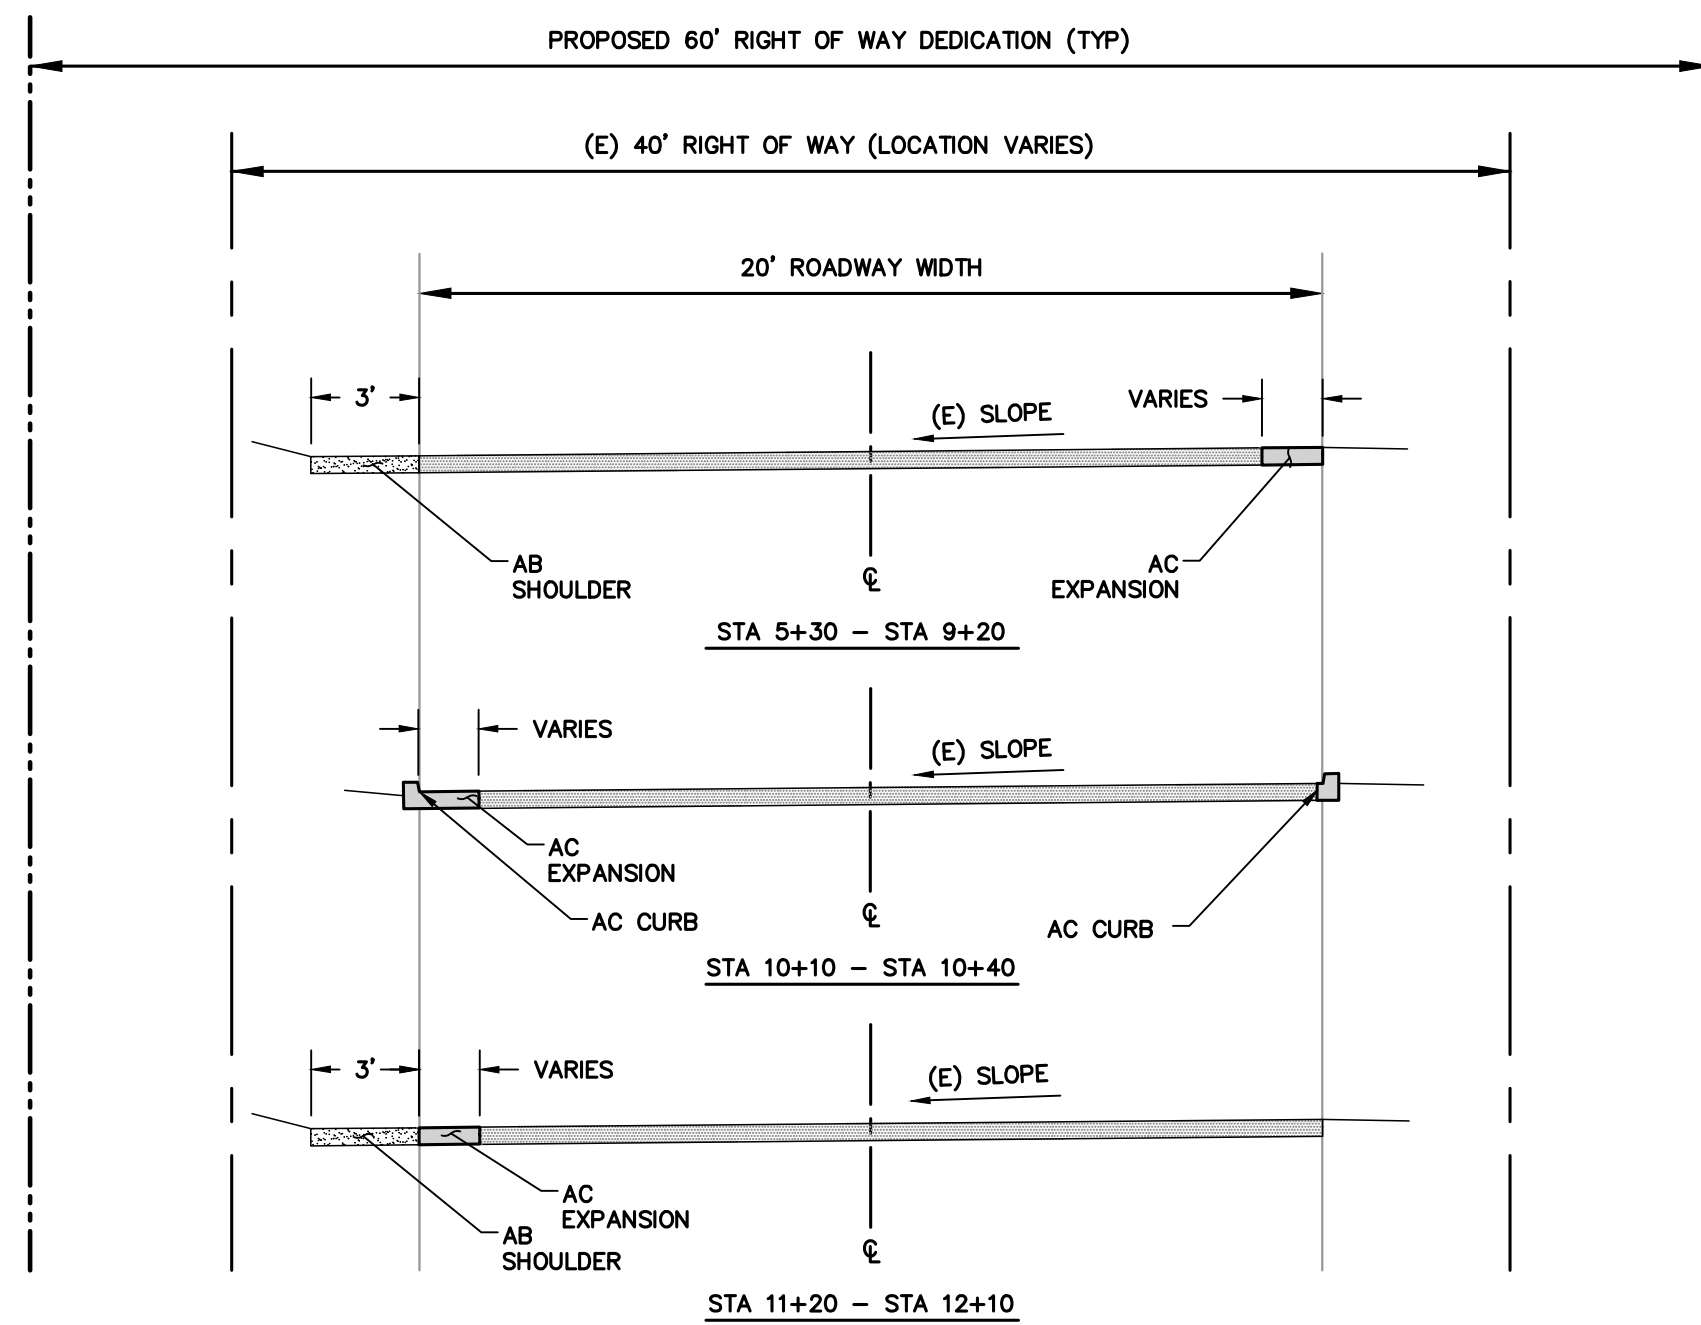 PROPOSED 60' RIGHT OF WAY DEDICATION (TYP)
(E) 40' RIGHT OF WAY (LOCATION VARIES)
20' ROADWAY WIDTH
3'
(E) SLOPE
VARIES
AB
SHOULDER
AC
EXPANSION
℄
STA 5+30 - STA 9+20
VARIES
(E) SLOPE
AC
EXPANSION
AC CURB
℄
AC CURB
STA 10+10 - STA 10+40
3'
VARIES
(E) SLOPE
AC
EXPANSION
AB
SHOULDER
℄
STA 11+20 - STA 12+10